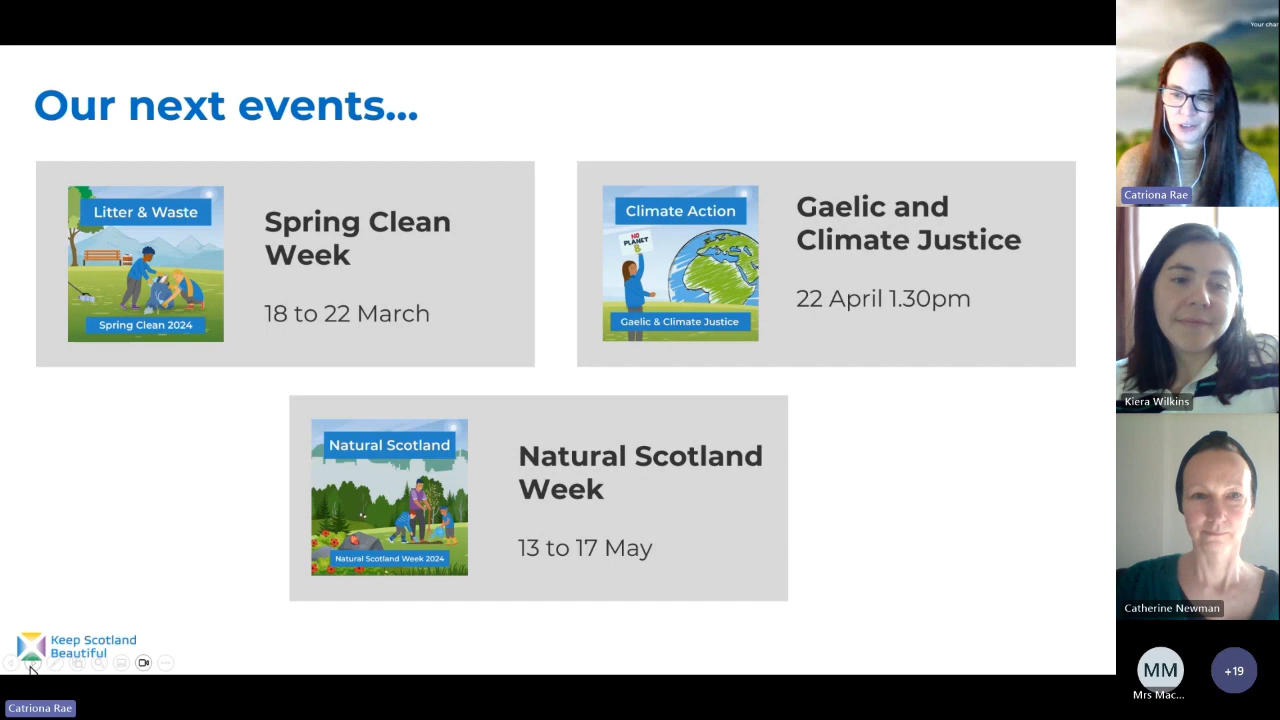 Our next events...
Litter & Waste
Spring Clean 2024
Spring Clean
Week
18 to 22 March
Climate Action
NO
PLANET
B
Gaelic & Climate Justice
Gaelic and
Climate Justice
22 April 1.30pm
Natural Scotland
Natural Scotland Week 2024
Natural Scotland
Week
13 to 17 May
Keep Scotland
Beautiful
Catriona Rae
Your
Catriona Rae
Kiera Wilkins
Catherine Newman
MM
Mrs Mac...
+19